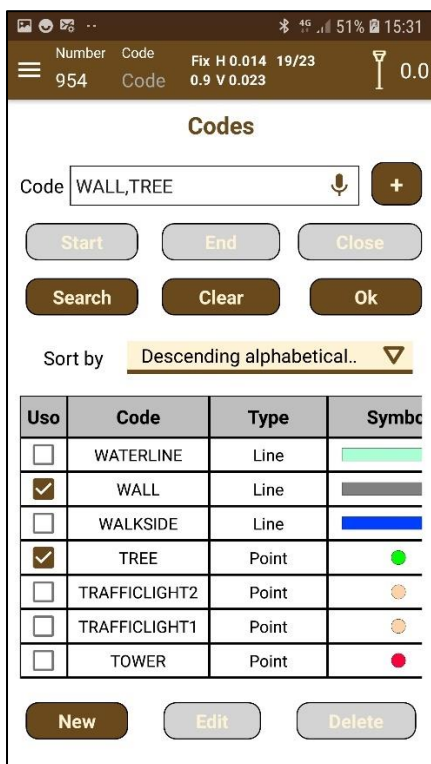 51% 15:31
Number Code Fix H 0.014 19/23
954 Code 0.9 V 0.023 0.0
Codes
Code WALL,TREE +
Start End Close
Search Clear Ok
Sort by Descending alphabetical..
Uso Code Type Symbo
WATERLINE Line
WALL Line
WALKSIDE Line
TREE Point
TRAFFICLIGHT2 Point
TRAFFICLIGHT1 Point
TOWER Point
New Edit Delete